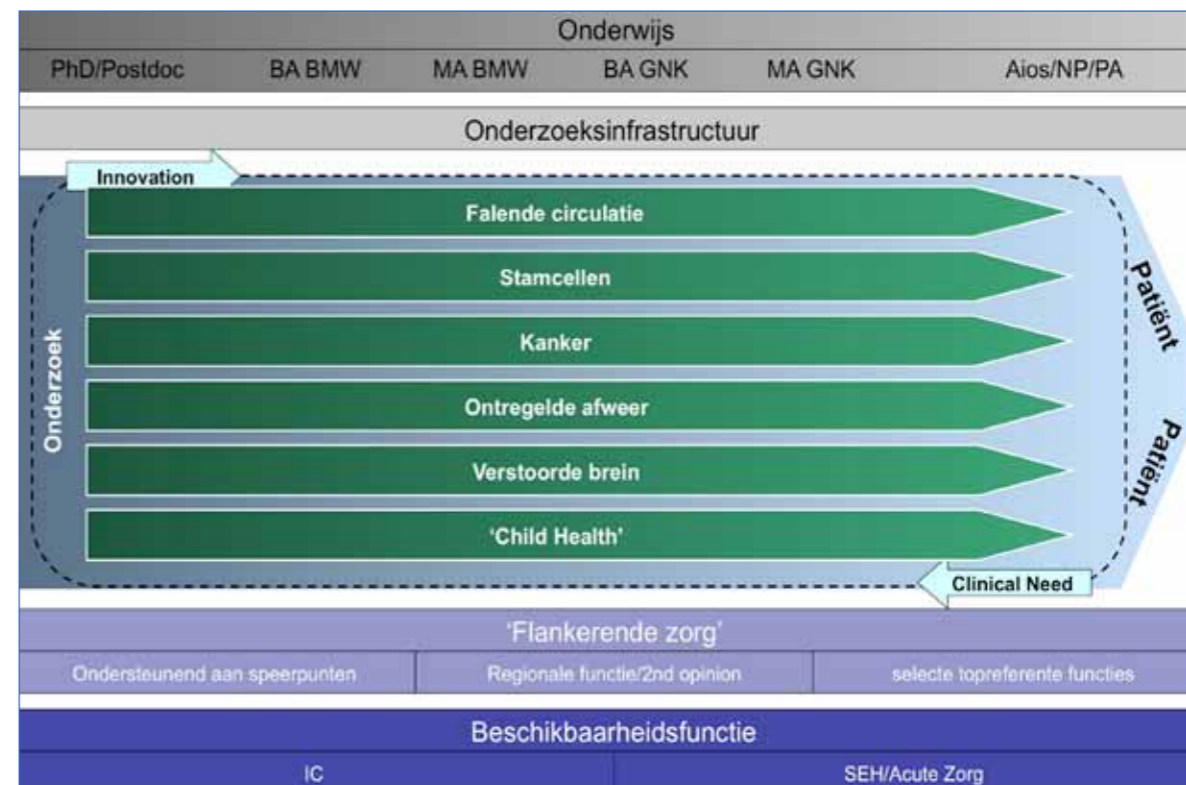 Onderwijs
PhD/Postdoc BA BMW MA BMW BA GNK MA GNK Aios/NP/PA
Onderzoeksinfrastructuur
Innovation
Falende circulatie
Stamcellen
Kanker
Ontregelde afweer
Verstoorde brein
‘Child Health’
Onderzoek
Patiënt
Patiënt
Clinical Need
‘Flankerende zorg’
Ondersteunend aan speerpunten Regionale functie/2nd opinion selecte topreferente functies
Beschikbaarheidsfunctie
IC SEH/Acute Zorg